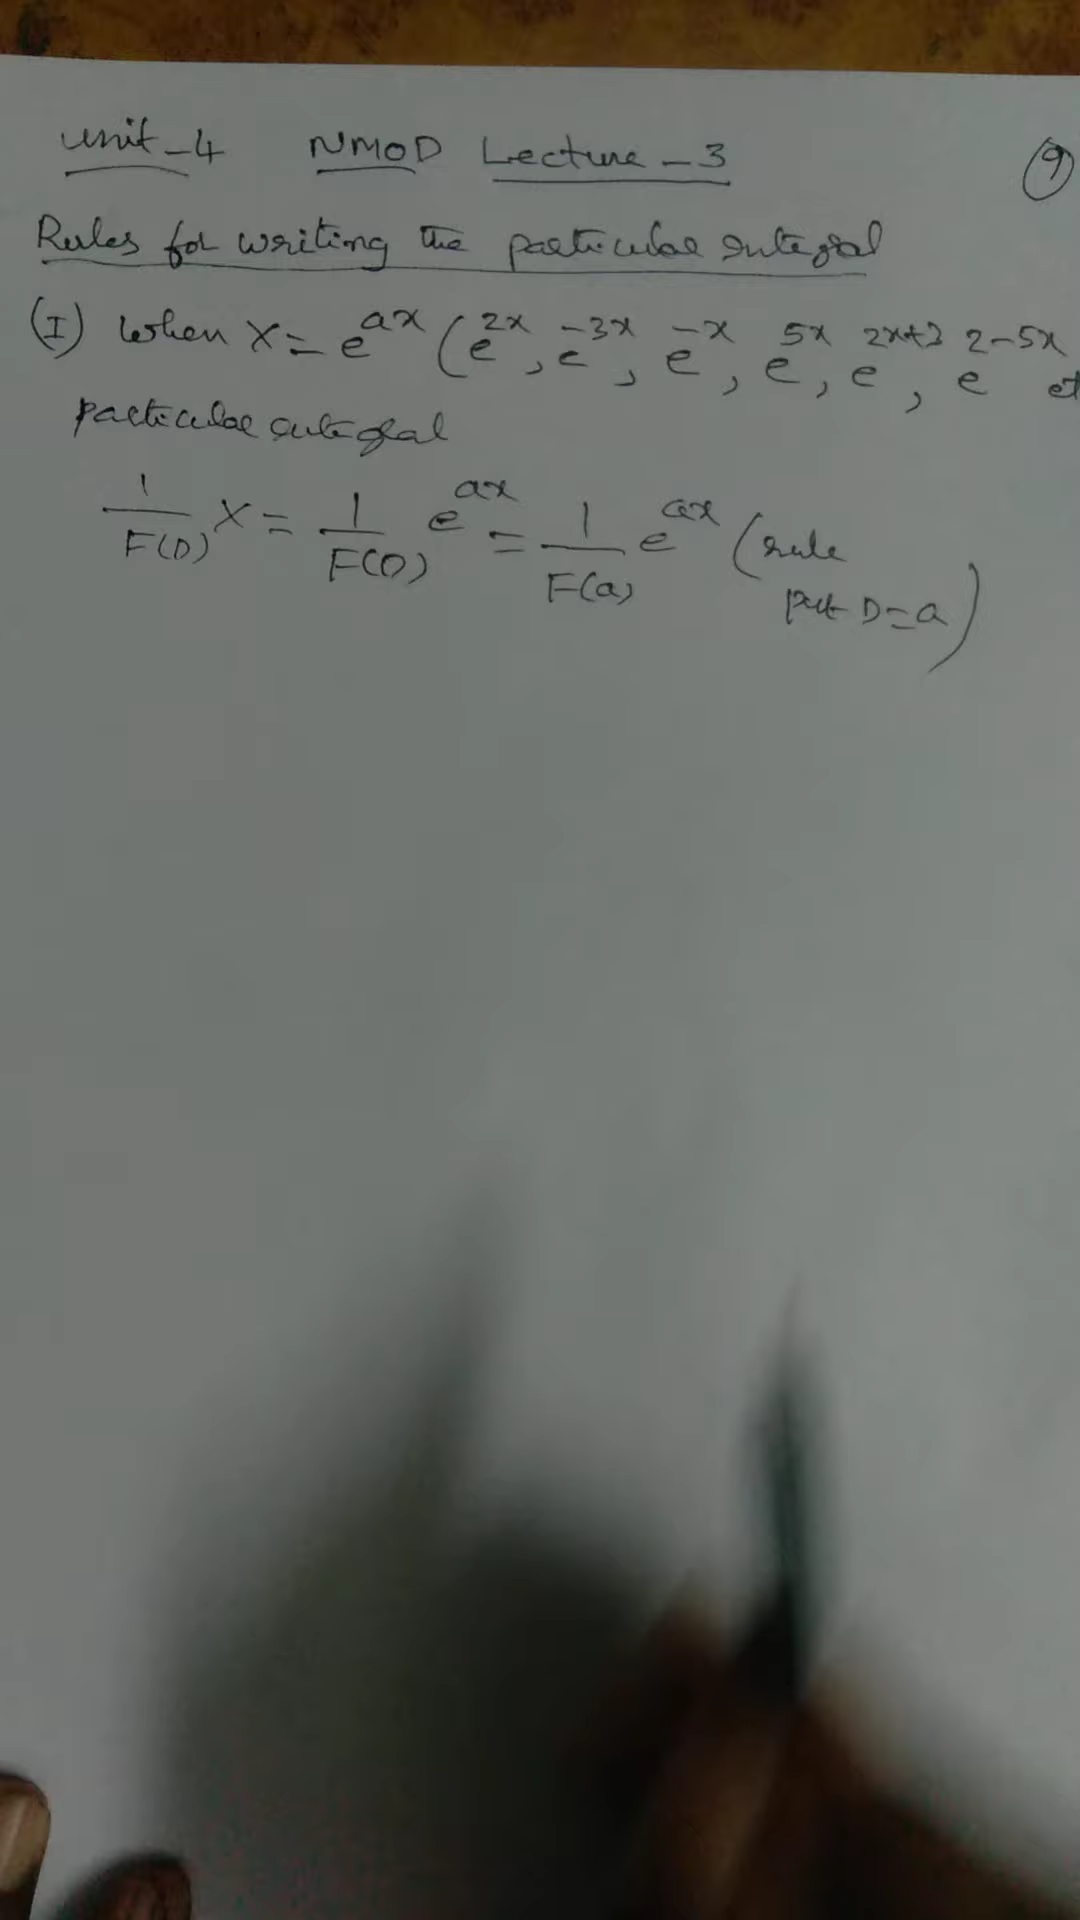 unit-4 NMOD Lecture-3 9
Rules for writing the particular integral
(I) when X = e^ax (e^2x, e^-3x, e^-x, e^5x, e^2x+3, e^2-5x et
particular integral
1/F(D) X = 1/F(D) e^ax = 1/F(a) e^ax (rule
put D=a)